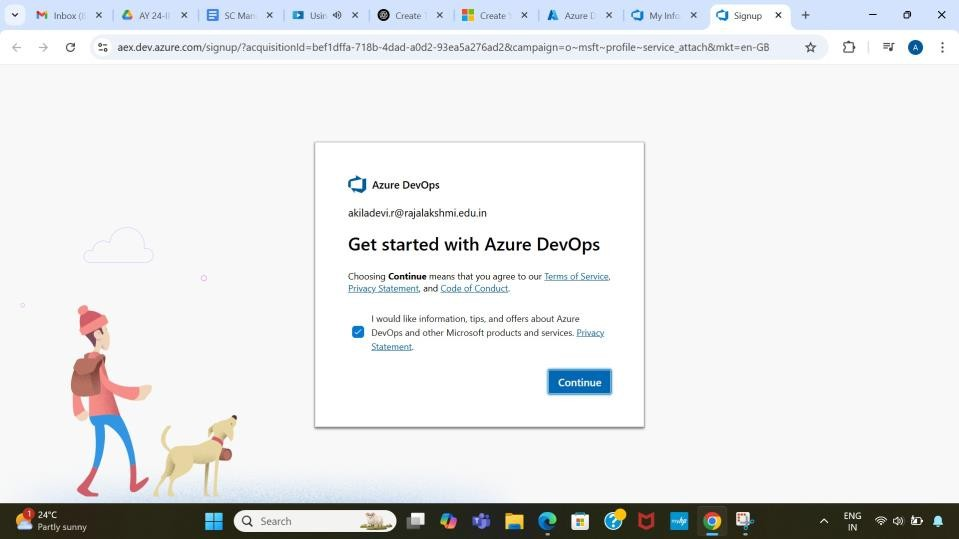 Inbox (8
AY 24-I
SC Man
Usin
Create T
Create
Azure D
My Info
Signup
aex.dev.azure.com/signup/?acquisitionId=bef1dffa-718b-4dad-a0d2-93ea5a276ad2&campaign=o~msft~profile~service_attach&mkt=en-GB
A
Azure DevOps
akiladevi.r@rajalakshmi.edu.in
Get started with Azure DevOps
Choosing Continue means that you agree to our Terms of Service,
Privacy Statement, and Code of Conduct.
I would like information, tips, and offers about Azure
DevOps and other Microsoft products and services. Privacy
Statement.
Continue
1
24°C
Partly sunny
Search
myhp
ENG
IN